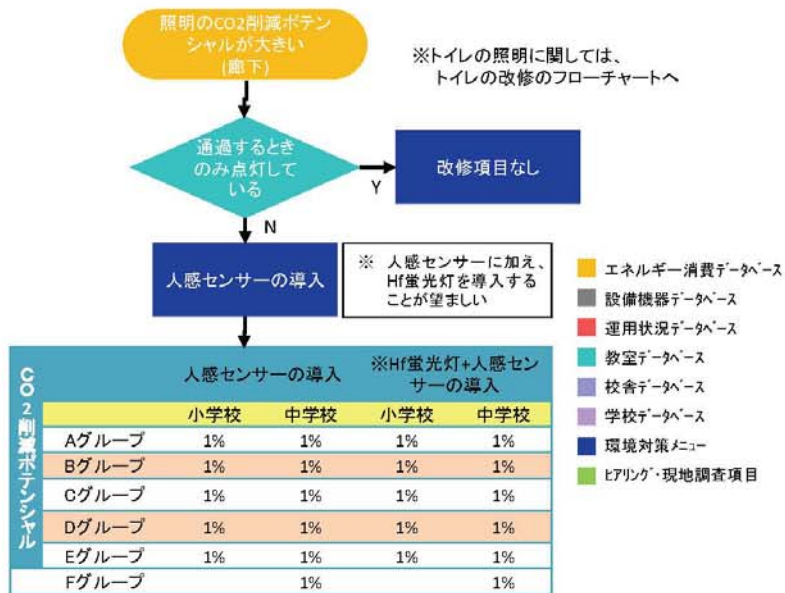 照明のCO2削減ポテン
シャルが大きい
(廊下)
※トイレの照明に関しては、
トイレの改修のフローチャートへ
通過するとき
のみ点灯して
いる
Y
改修項目なし
N
人感センサーの導入
※ 人感センサーに加え、
Hf蛍光灯を導入する
ことが望ましい
エネルギー消費データベース
設備機器データベース
運用状況データベース
教室データベース
校舎データベース
学校データベース
環境対策メニュー
ヒアリング・現地調査項目
CO2削減ポテンシャル
人感センサーの導入
※Hf蛍光灯+人感セン
サーの導入
小学校 中学校 小学校 中学校
Aグループ 1% 1% 1% 1%
Bグループ 1% 1% 1% 1%
Cグループ 1% 1% 1% 1%
Dグループ 1% 1% 1% 1%
Eグループ 1% 1% 1% 1%
Fグループ 1% 1%